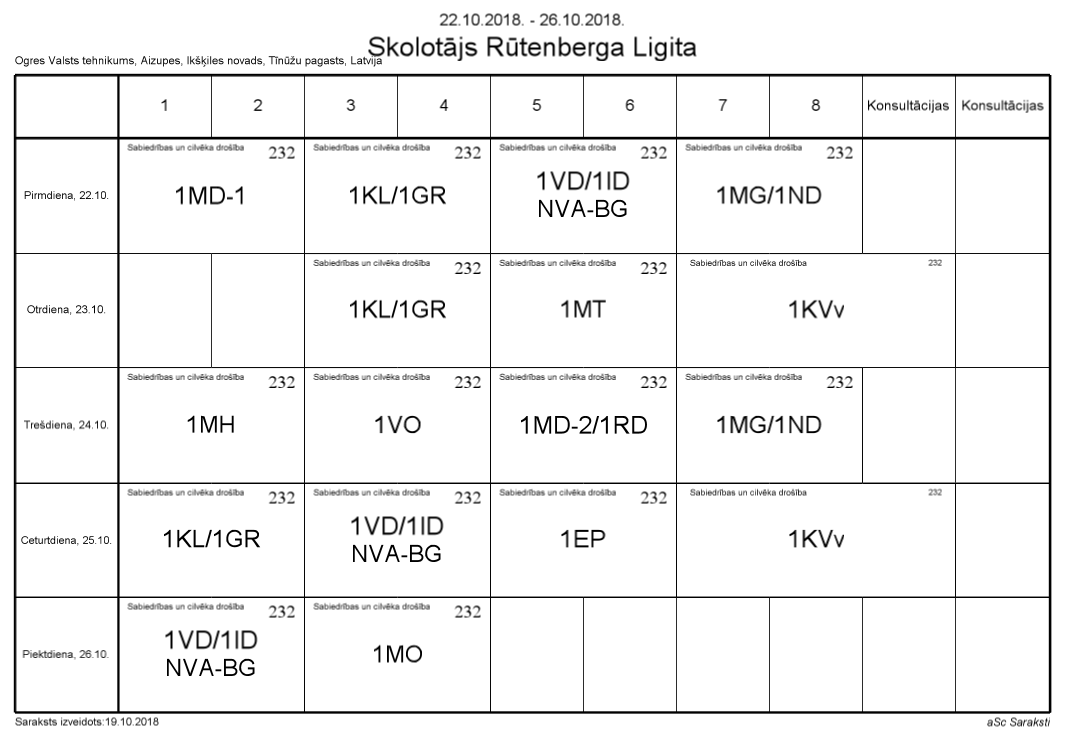 22.10.2018. - 26.10.2018.
Skolotājs Rūtenberga Ligita
Ogres Valsts tehnikums, Aizupes, Ikšķiles novads, Tīnūžu pagasts, Latvija
1 2 3 4 5 6 7 8 Konsultācijas Konsultācijas
Pirmdiena, 22.10.
Sabiedrības un cilvēka drošība 232
1MD-1
Sabiedrības un cilvēka drošība 232
1KL/1GR
Sabiedrības un cilvēka drošība 232
1VD/1ID
NVA-BG
Sabiedrības un cilvēka drošība 232
1MG/1ND
Otrdiena, 23.10.
Sabiedrības un cilvēka drošība 232
1KL/1GR
Sabiedrības un cilvēka drošība 232
1MT
Sabiedrības un cilvēka drošība 232
1KVv
Trešdiena, 24.10.
Sabiedrības un cilvēka drošība 232
1MH
Sabiedrības un cilvēka drošība 232
1VO
Sabiedrības un cilvēka drošība 232
1MD-2/1RD
Sabiedrības un cilvēka drošība 232
1MG/1ND
Ceturtdiena, 25.10.
Sabiedrības un cilvēka drošība 232
1KL/1GR
Sabiedrības un cilvēka drošība 232
1VD/1ID
NVA-BG
Sabiedrības un cilvēka drošība 232
1EP
Sabiedrības un cilvēka drošība 232
1KVv
Piektdiena, 26.10.
Sabiedrības un cilvēka drošība 232
1VD/1ID
NVA-BG
Sabiedrības un cilvēka drošība 232
1MO
Saraksts izveidots:19.10.2018
aSc Saraksti